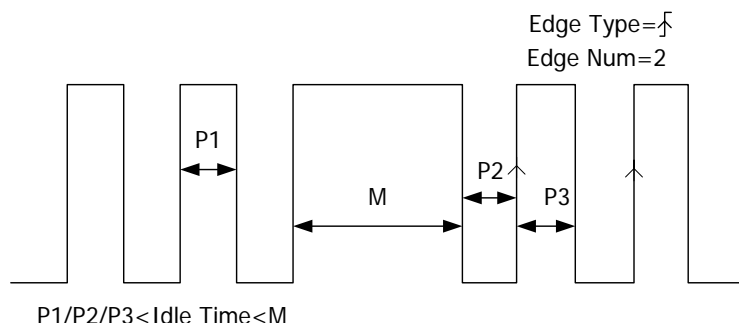 Edge Type=
Edge Num=2
P1
P2
P3
M
P1/P2/P3<Idle Time<M